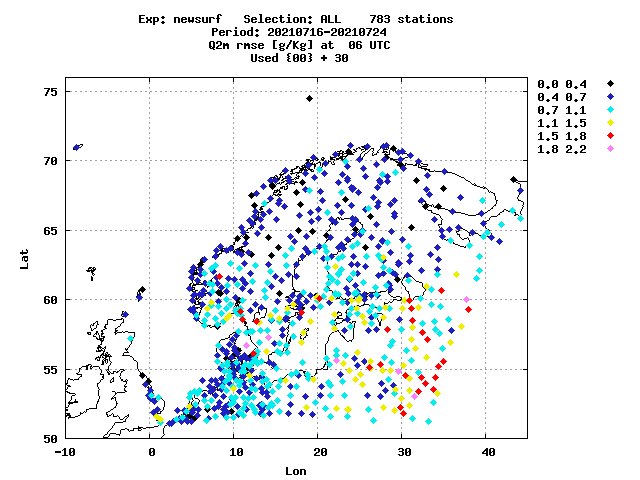 Exp: newsurf   Selection: ALL    783 stations
Period: 20210716-20210724
Q2m rmse [g/Kg] at  06 UTC
Used {00} + 30
0.0 0.4
0.4 0.7
0.7 1.1
1.1 1.5
1.5 1.8
1.8 2.2
75
70
65
60
55
50
Lat
-10 0 10 20 30 40
Lon